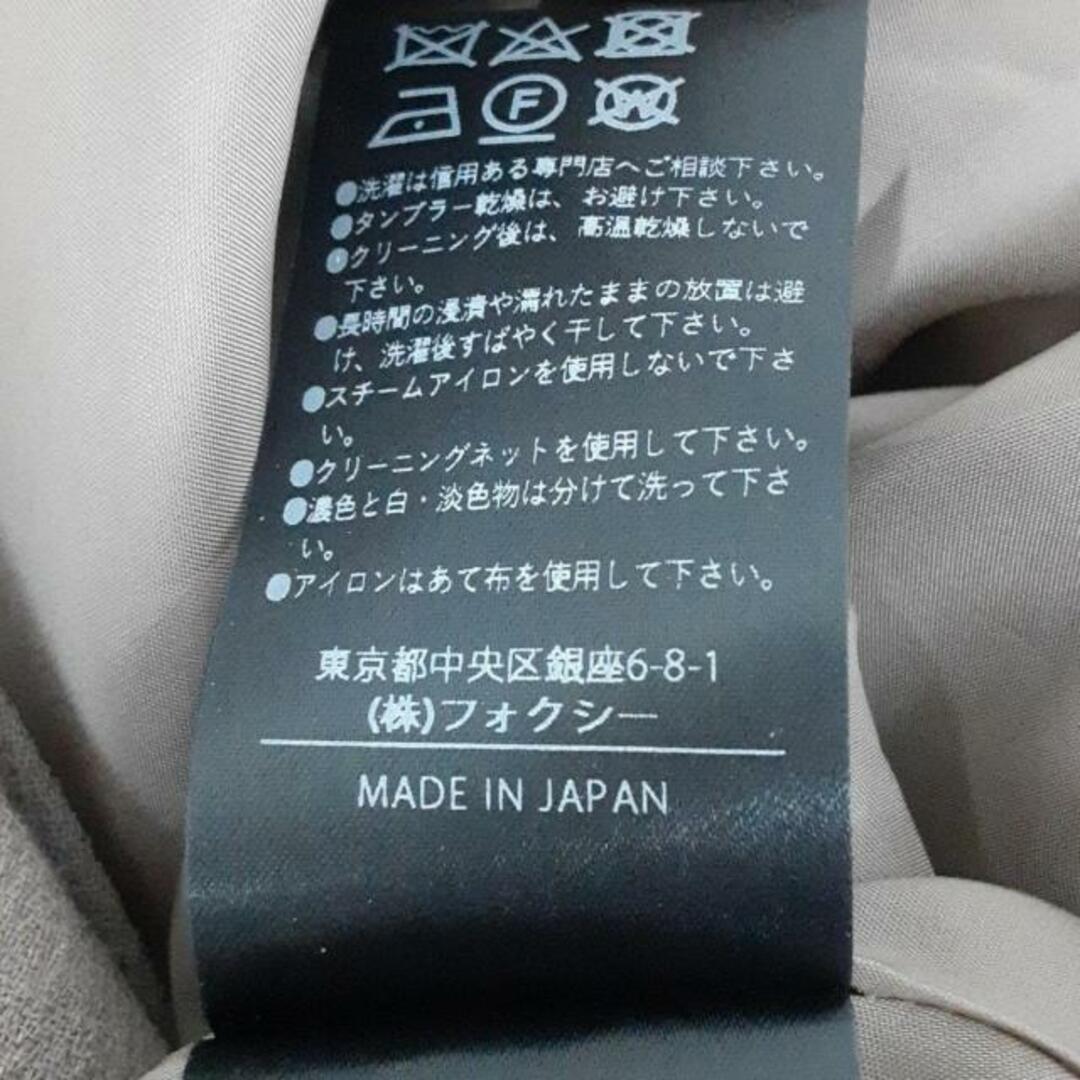 F W
●洗濯は信用ある専門店へご相談下さい。
●タンブラー乾燥は、お避け下さい。
●クリーニング後は、高温乾燥しないで
下さい。
●長時間の浸漬や濡れたままの放置は避
け、洗濯後すばやく干して下さい。
●スチームアイロンを使用しないで下さ
い。
●クリーニングネットを使用して下さい。
●濃色と白・淡色物は分けて洗って下さ
い。
●アイロンはあて布を使用して下さい。
東京都中央区銀座6-8-1
(株)フォクシー
MADE IN JAPAN